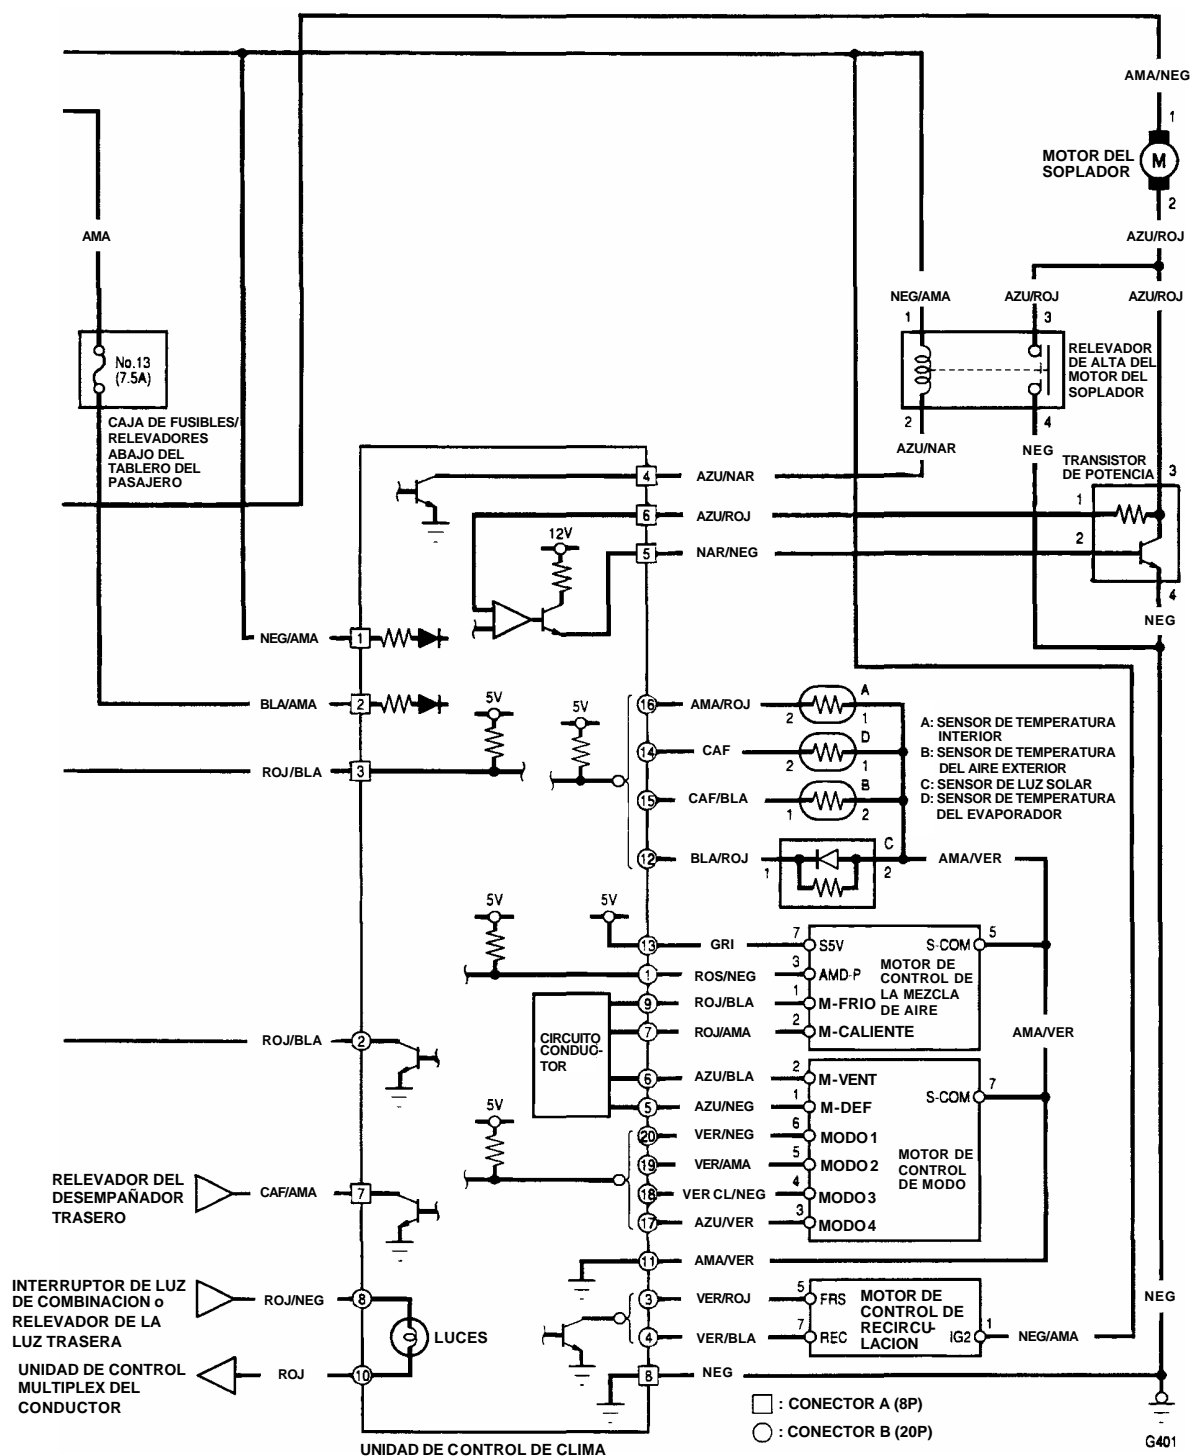 AMA/NEG
1
MOTOR DEL
SOPLADOR
M
2
AZU/ROJ
AMA
NEG/AMA
AZU/ROJ
AZU/ROJ
1
3
No.13
(7.5A)
RELEVADOR
DE ALTA DEL
MOTOR DEL
SOPLADOR
CAJA DE FUSIBLES/
RELEVADORES
ABAJO DEL
TABLERO DEL
PASAJERO
2
4
AZU/NAR
NEG
TRANSISTOR
DE POTENCIA
3
4
AZU/NAR
1
6
AZU/ROJ
12V
2
5
NAR/NEG
4
NEG
NEG/AMA
1
BLA/AMA
2
5V
5V
16
AMA/ROJ
2
A
1
14
CAF
2
D
1
15
CAF/BLA
1
B
2
12
BLA/ROJ
1
C
2
AMA/VER
A: SENSOR DE TEMPERATURA
INTERIOR
B: SENSOR DE TEMPERATURA
DEL AIRE EXTERIOR
C: SENSOR DE LUZ SOLAR
D: SENSOR DE TEMPERATURA
DEL EVAPORADOR
ROJ/BLA
3
5V
5V
13
GRI
7
S5V
S-COM
5
1
ROS/NEG
3
AMD-P
9
ROJ/BLA
1
M-FRIO
7
ROJ/AMA
2
M-CALIENTE
MOTOR DE
CONTROL DE
LA MEZCLA
DE AIRE
CIRCUITO
CONDUC-
TOR
AMA/VER
ROJ/BLA
2
6
AZU/BLA
2
M-VENT
5
AZU/NEG
1
M-DEF
S-COM
7
5V
20
VER/NEG
6
MODO 1
19
VER/AMA
5
MODO 2
18
VER CL/NEG
4
MODO 3
17
AZU/VER
3
MODO 4
MOTOR DE
CONTROL
DE MODO
RELEVADOR DEL
DESEMPAÑADOR
TRASERO
CAF/AMA
7
11
AMA/VER
INTERRUPTOR DE LUZ
DE COMBINACION o
RELEVADOR DE LA
LUZ TRASERA
ROJ/NEG
8
LUCES
3
VER/ROJ
5
FRS
4
VER/BLA
7
REC
MOTOR DE
CONTROL DE
RECIRCU-
LACION
IG2
1
NEG/AMA
NEG
UNIDAD DE CONTROL
MULTIPLEX DEL
CONDUCTOR
ROJ
10
8
NEG
: CONECTOR A (8P)
: CONECTOR B (20P)
G401
UNIDAD DE CONTROL DE CLIMA